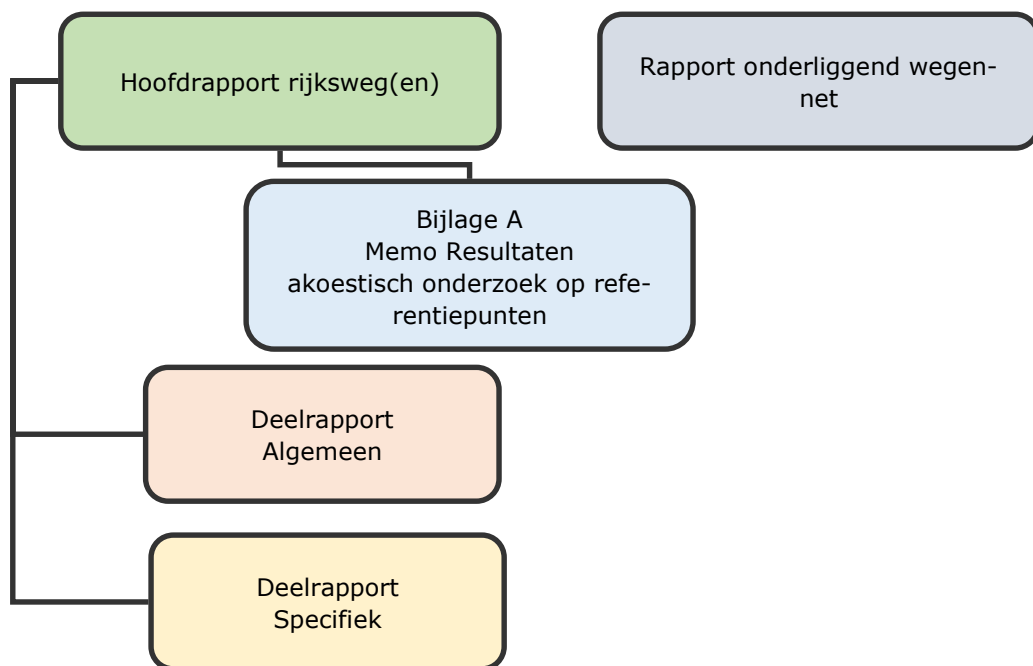 Hoofdrapport rijksweg(en)
Rapport onderliggend wegen-
net
Bijlage A
Memo Resultaten
akoestisch onderzoek op refe-
rentiepunten
Deelrapport
Algemeen
Deelrapport
Specifiek